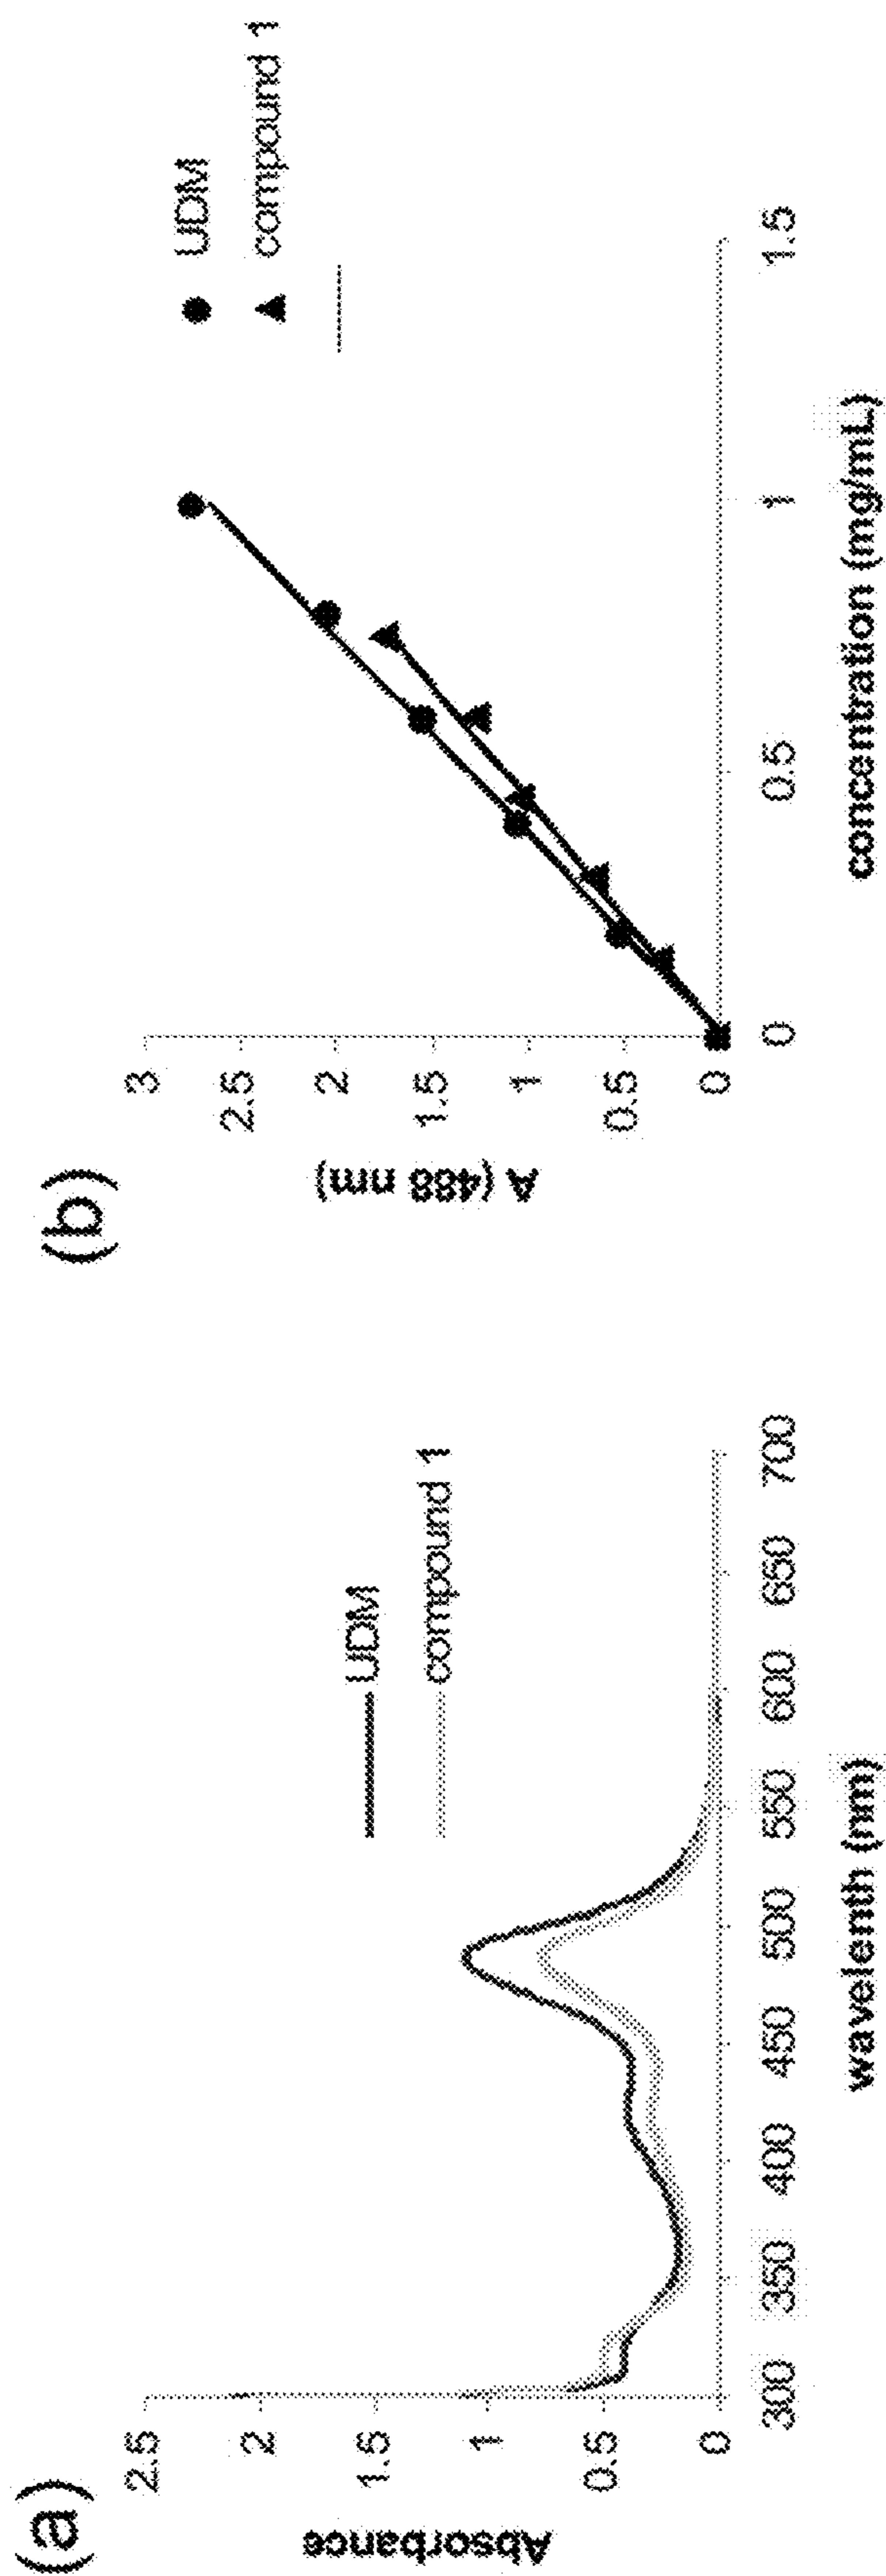 (a)
Absorbance
2.5
2
1.5
1
0.5
0
300 350 400 450 500 550 600 650 700
wavelenth (nm)
UDM
compound 1
(b)
A (488 nm)
3
2.5
2
1.5
1
0.5
0
0 0.5 1 1.5
concentration (mg/mL)
UDM
compound 1